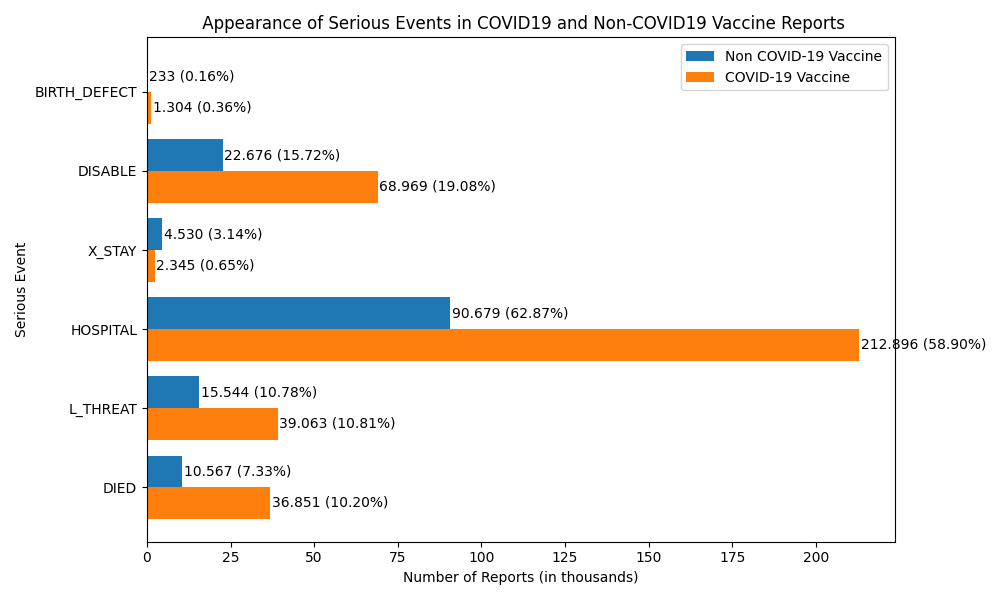 Appearance of Serious Events in COVID19 and Non-COVID19 Vaccine Reports
Non COVID-19 Vaccine
COVID-19 Vaccine
Serious Event
BIRTH_DEFECT
233 (0.16%)
1.304 (0.36%)
DISABLE
22.676 (15.72%)
68.969 (19.08%)
X_STAY
4.530 (3.14%)
2.345 (0.65%)
HOSPITAL
90.679 (62.87%)
212.896 (58.90%)
L_THREAT
15.544 (10.78%)
39.063 (10.81%)
DIED
10.567 (7.33%)
36.851 (10.20%)
0 25 50 75 100 125 150 175 200
Number of Reports (in thousands)